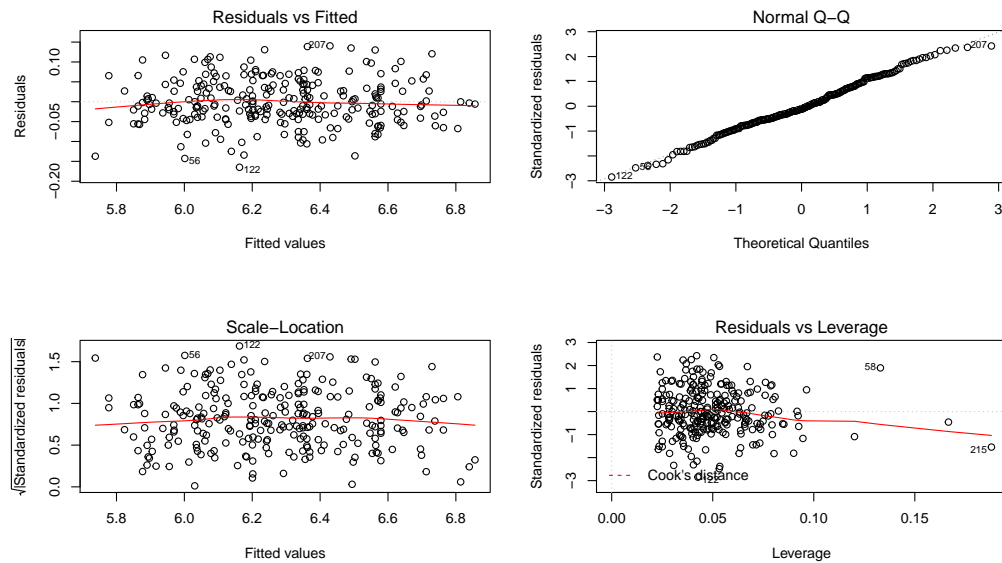 Residuals vs Fitted
Residuals
0.10
−0.05
−0.20
207
56
122
5.8 6.0 6.2 6.4 6.6 6.8
Fitted values
Normal Q−Q
Standardized residuals
3
2
1
0
−1
−3
207
122
−3 −2 −1 0 1 2 3
Theoretical Quantiles
Scale−Location
√|Standardized residuals|
1.5
1.0
0.5
0.0
56
122
207
5.8 6.0 6.2 6.4 6.6 6.8
Fitted values
Residuals vs Leverage
Standardized residuals
3
2
1
0
−1
−3
58
215
122
Cook's distance
0.00 0.05 0.10 0.15
Leverage